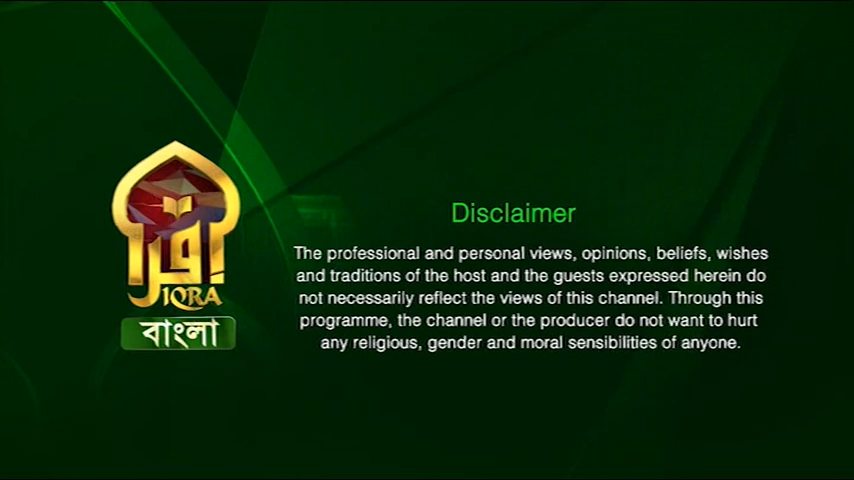 اقرأ
IQRA
বাংলা
Disclaimer
The professional and personal views, opinions, beliefs, wishes
and traditions of the host and the guests expressed herein do
not necessarily reflect the views of this channel. Through this
programme, the channel or the producer do not want to hurt
any religious, gender and moral sensibilities of anyone.